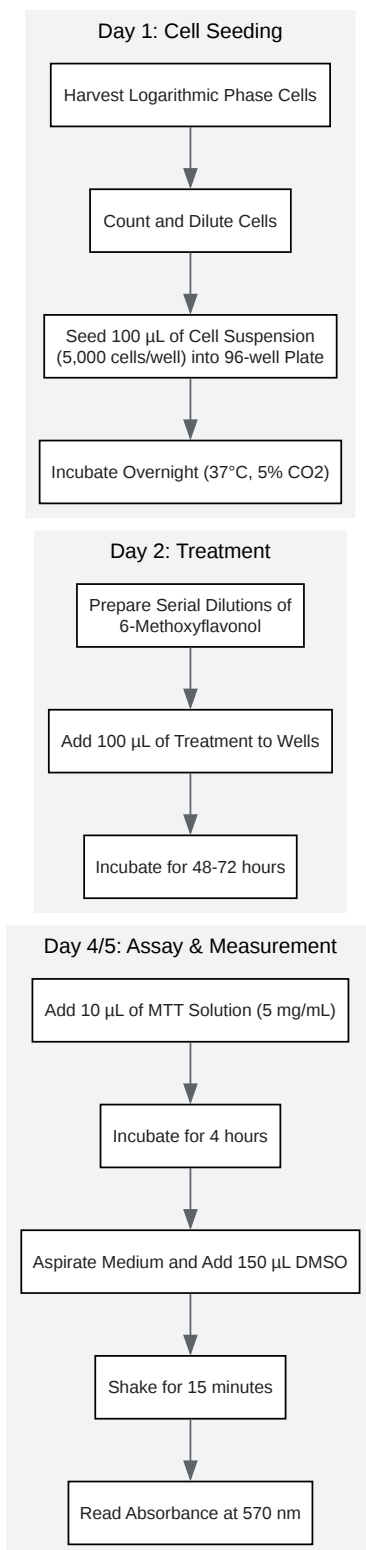 Day 1: Cell Seeding
Harvest Logarithmic Phase Cells
Count and Dilute Cells
Seed 100 µL of Cell Suspension
(5,000 cells/well) into 96-well Plate
Incubate Overnight (37°C, 5% CO2)
Day 2: Treatment
Prepare Serial Dilutions of
6-Methoxyflavonol
Add 100 µL of Treatment to Wells
Incubate for 48-72 hours
Day 4/5: Assay & Measurement
Add 10 µL of MTT Solution (5 mg/mL)
Incubate for 4 hours
Aspirate Medium and Add 150 µL DMSO
Shake for 15 minutes
Read Absorbance at 570 nm